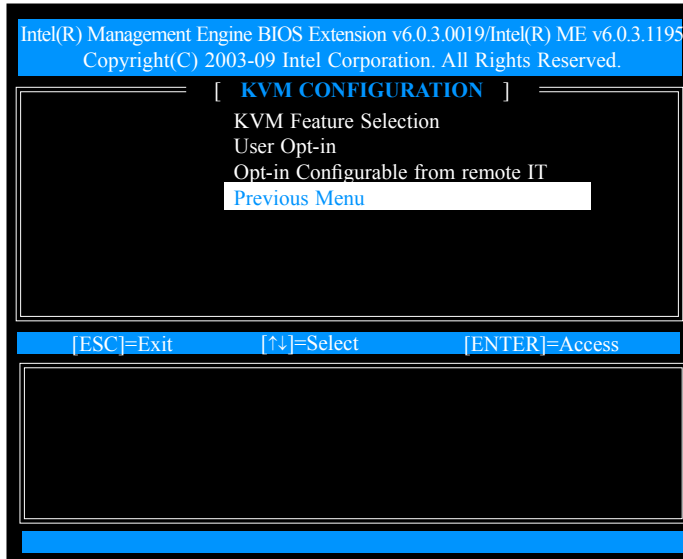 Intel(R) Management Engine BIOS Extension v6.0.3.0019/Intel(R) ME v6.0.3.1195
Copyright(C) 2003-09 Intel Corporation. All Rights Reserved.
[ KVM CONFIGURATION ]
KVM Feature Selection
User Opt-in
Opt-in Configurable from remote IT
Previous Menu
[ESC]=Exit [↑↓]=Select [ENTER]=Access